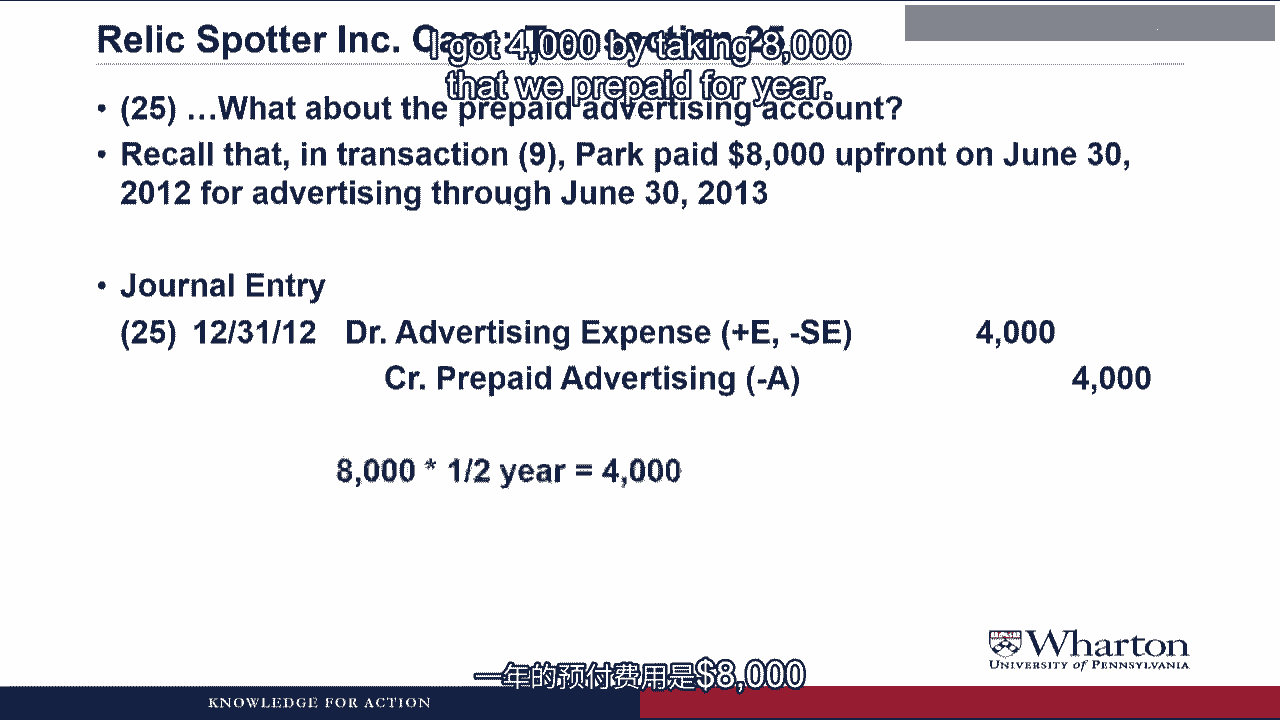 Relic Spotter Inc. Case: Transaction 25
I got 4,000 by taking 8,000
that we prepaid for year.
• (25) …What about the prepaid advertising account?
• Recall that, in transaction (9), Park paid $8,000 upfront on June 30,
2012 for advertising through June 30, 2013
• Journal Entry
(25) 12/31/12 Dr. Advertising Expense (+E, -SE) 4,000
Cr. Prepaid Advertising (-A) 4,000
8,000 * 1/2 year = 4,000
Wharton
UNIVERSITY of PENNSYLVANIA
一年的预付费用是$8,000
KNOWLEDGE FOR ACTION